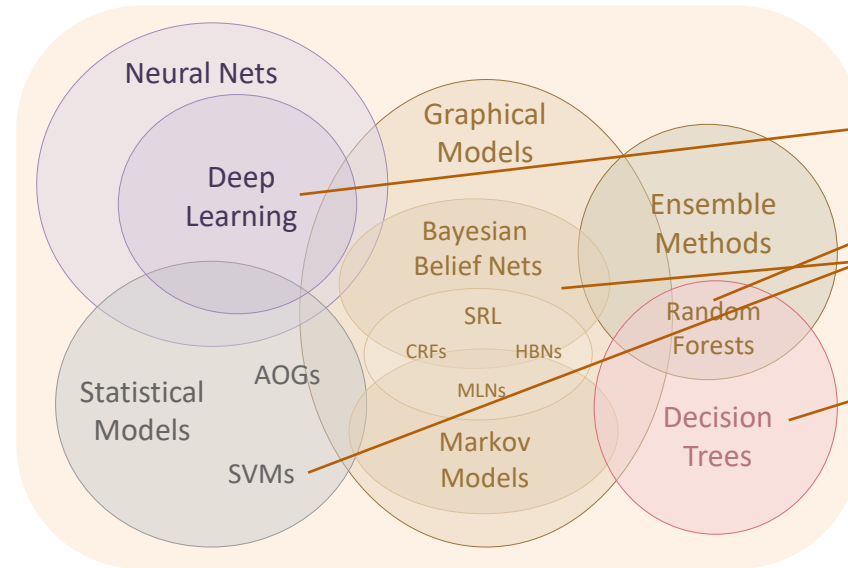 Neural Nets
Deep
Learning
Graphical
Models
Bayesian
Belief Nets
SRL
CRFs
HBNs
MLNs
Markov
Models
Ensemble
Methods
Random
Forests
Decision
Trees
Statistical
Models
AOGs
SVMs